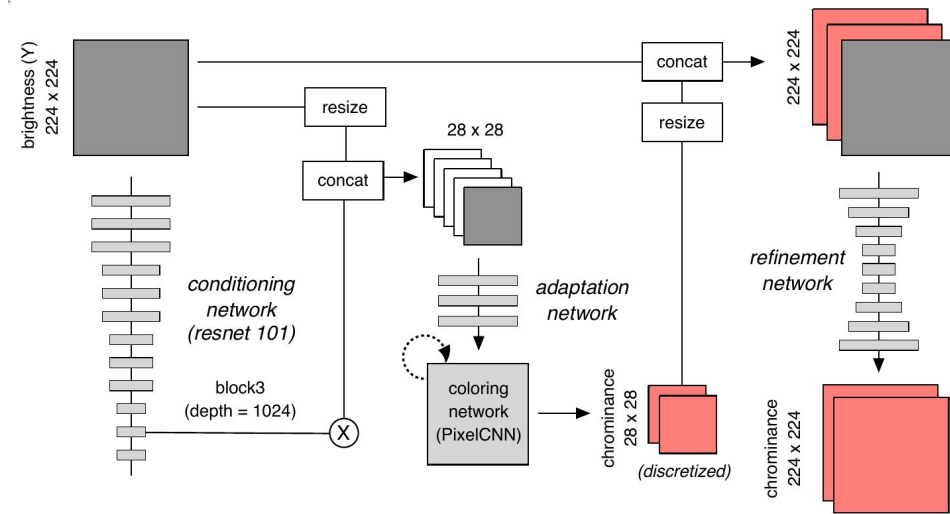 brightness (Y)
224 x 224
resize
concat
28 x 28
concat
resize
224 x 224
conditioning
network
(resnet 101)
block3
(depth = 1024)
X
adaptation
network
coloring
network
(PixelCNN)
chrominance
28 x 28
(discretized)
refinement
network
chrominance
224 x 224